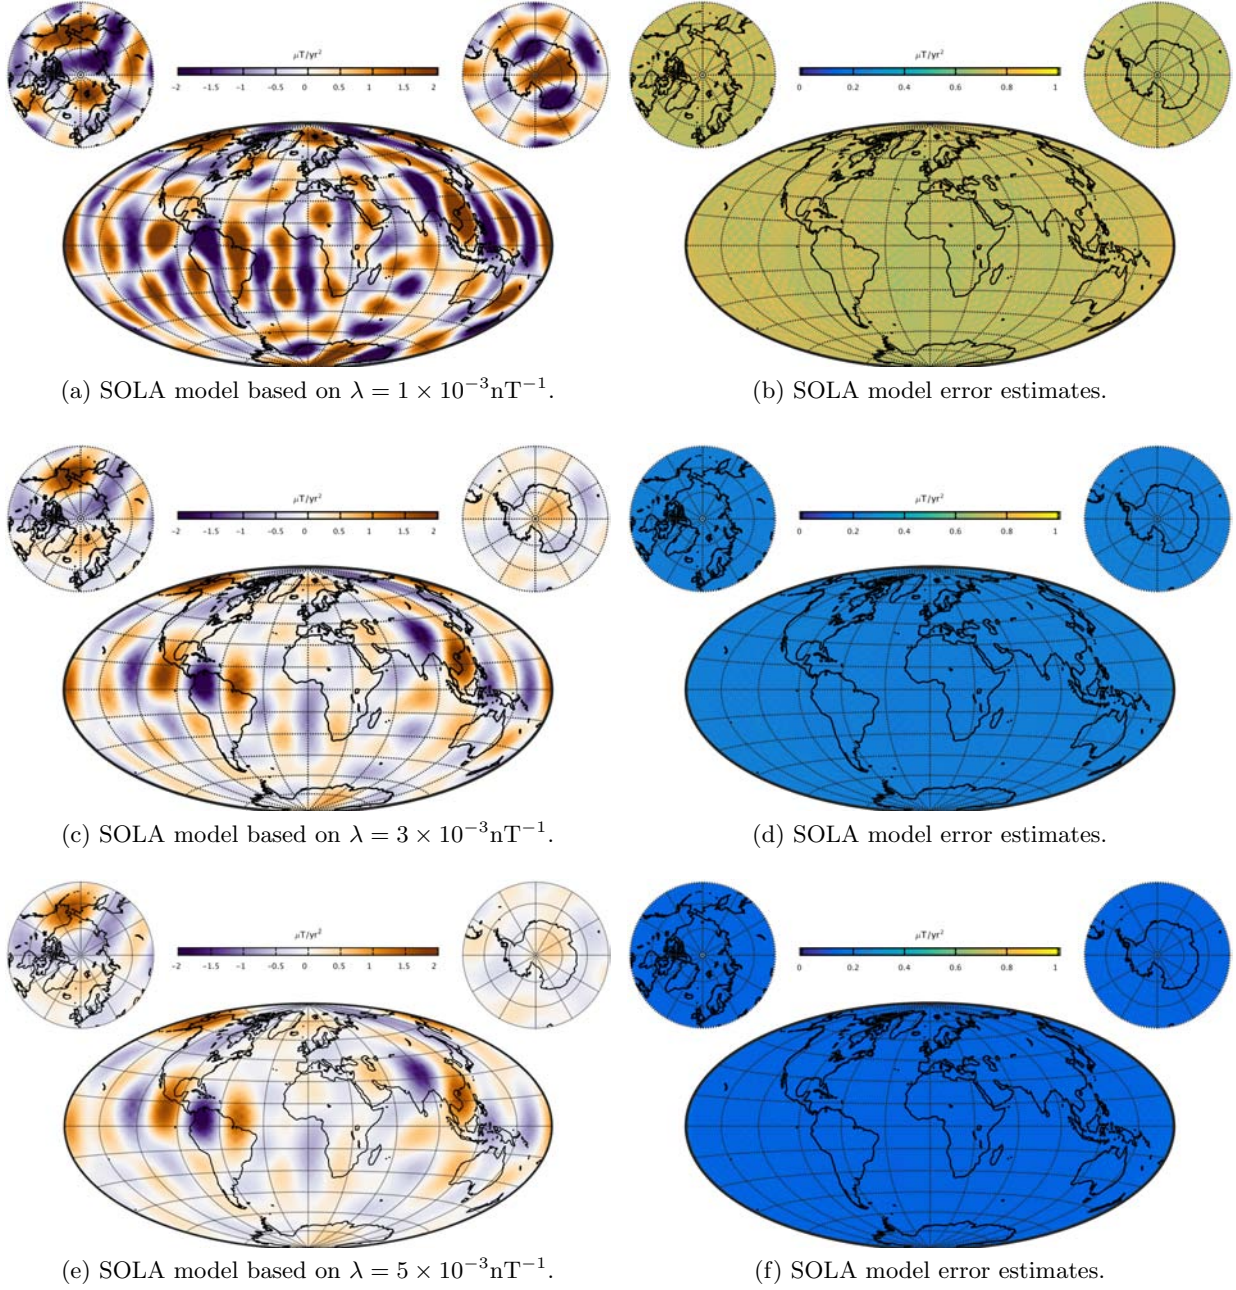 μT/yr²
−2 −1.5 −1 −0.5 0 0.5 1 1.5 2
μT/yr²
0 0.2 0.4 0.6 0.8 1
(a) SOLA model based on λ = 1 × 10⁻³nT⁻¹.
(b) SOLA model error estimates.
μT/yr²
−2 −1.5 −1 −0.5 0 0.5 1 1.5 2
μT/yr²
0 0.2 0.4 0.6 0.8 1
(c) SOLA model based on λ = 3 × 10⁻³nT⁻¹.
(d) SOLA model error estimates.
μT/yr²
−2 −1.5 −1 −0.5 0 0.5 1 1.5 2
μT/yr²
0 0.2 0.4 0.6 0.8 1
(e) SOLA model based on λ = 5 × 10⁻³nT⁻¹.
(f) SOLA model error estimates.